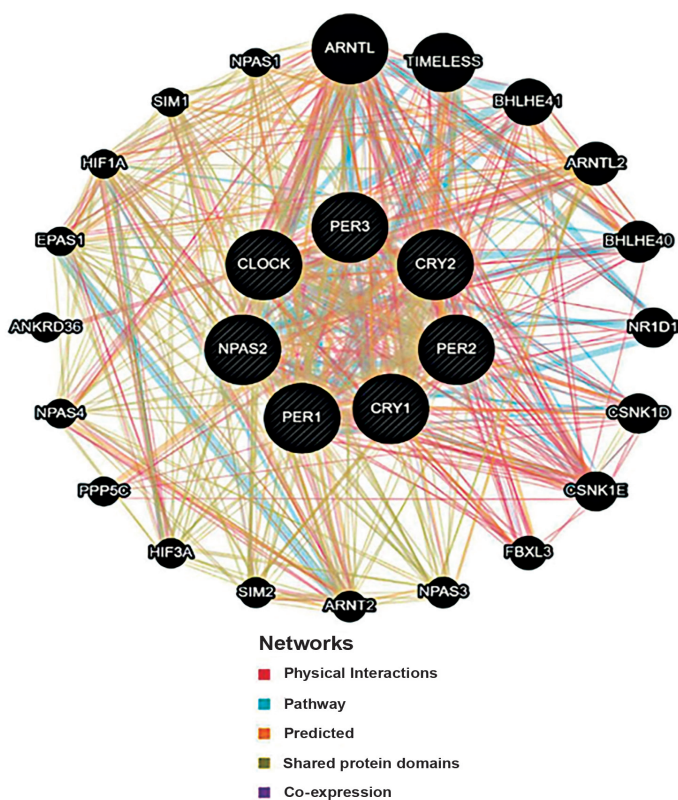 ARNTL
TIMELESS
NPAS1
BHLHE41
SIM1
HIF1A
ARNTL2
EPAS1
BHLHE40
PER3
CLOCK
CRY2
ANKRD36
NR1D1
NPAS2
PER2
NPAS4
CSNK1D
PER1
CRY1
PPP5C
CSNK1E
HIF3A
FBXL3
SIM2
ARNT2
NPAS3
Networks
Physical Interactions
Pathway
Predicted
Shared protein domains
Co-expression